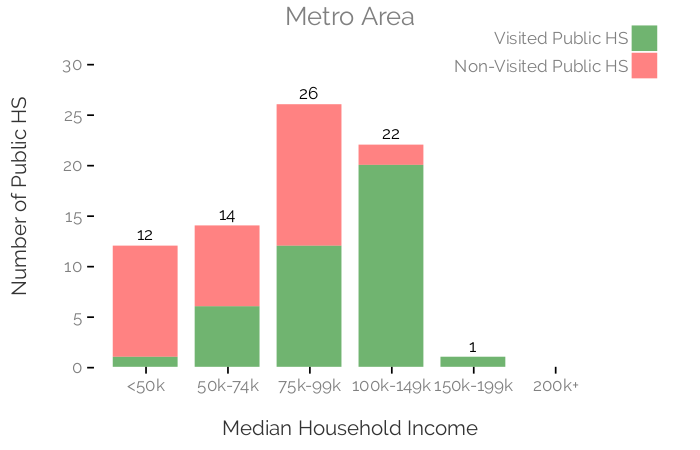 Metro Area
Visited Public HS
Non-Visited Public HS
Number of Public HS
30
25
20
15
10
5
0
12
14
26
22
1
<50k
50k-74k
75k-99k
100k-149k
150k-199k
200k+
Median Household Income